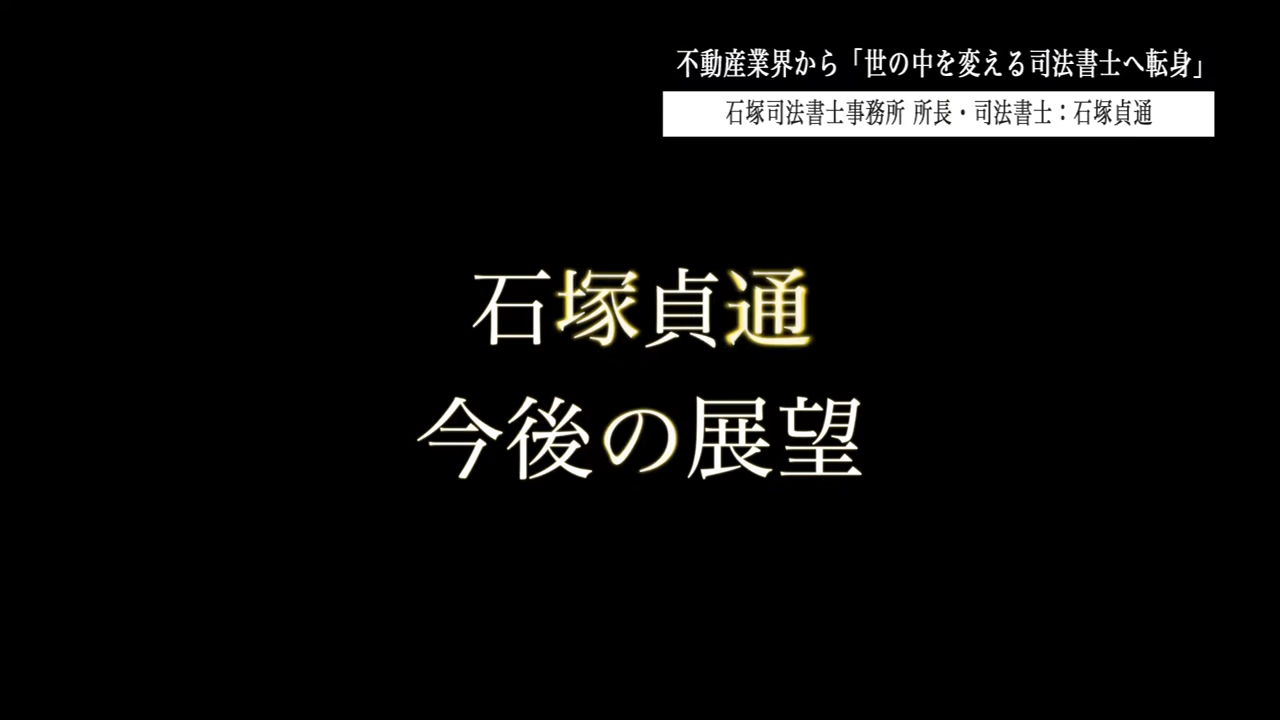 不動産業界から「世の中を変える司法書士へ転身」
石塚司法書士事務所 所長・司法書士：石塚貞通
石塚貞通
今後の展望